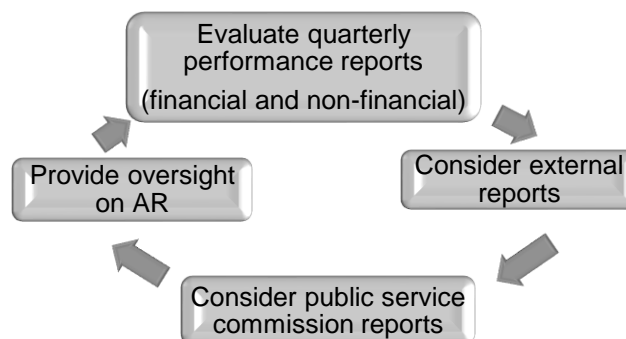 Evaluate quarterly
performance reports
(financial and non-financial)
Consider external
reports
Consider public service
commission reports
Provide oversight
on AR